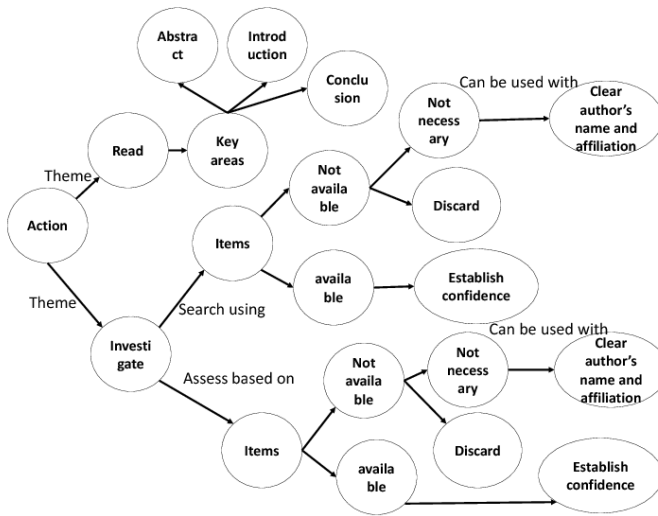 Abstra
ct
Introd
uction
Conclu
sion
Can be used with
Not
necess
ary
Clear
author's
name and
affiliation
Read
Key
areas
Theme
Not
availa
ble
Discard
Action
Items
availa
ble
Establish
confidence
Theme
Search using
Can be used with
Investi
gate
Not
availa
ble
Not
necess
ary
Clear
author's
name and
affiliation
Assess based on
Items
Discard
availa
ble
Establish
confidence